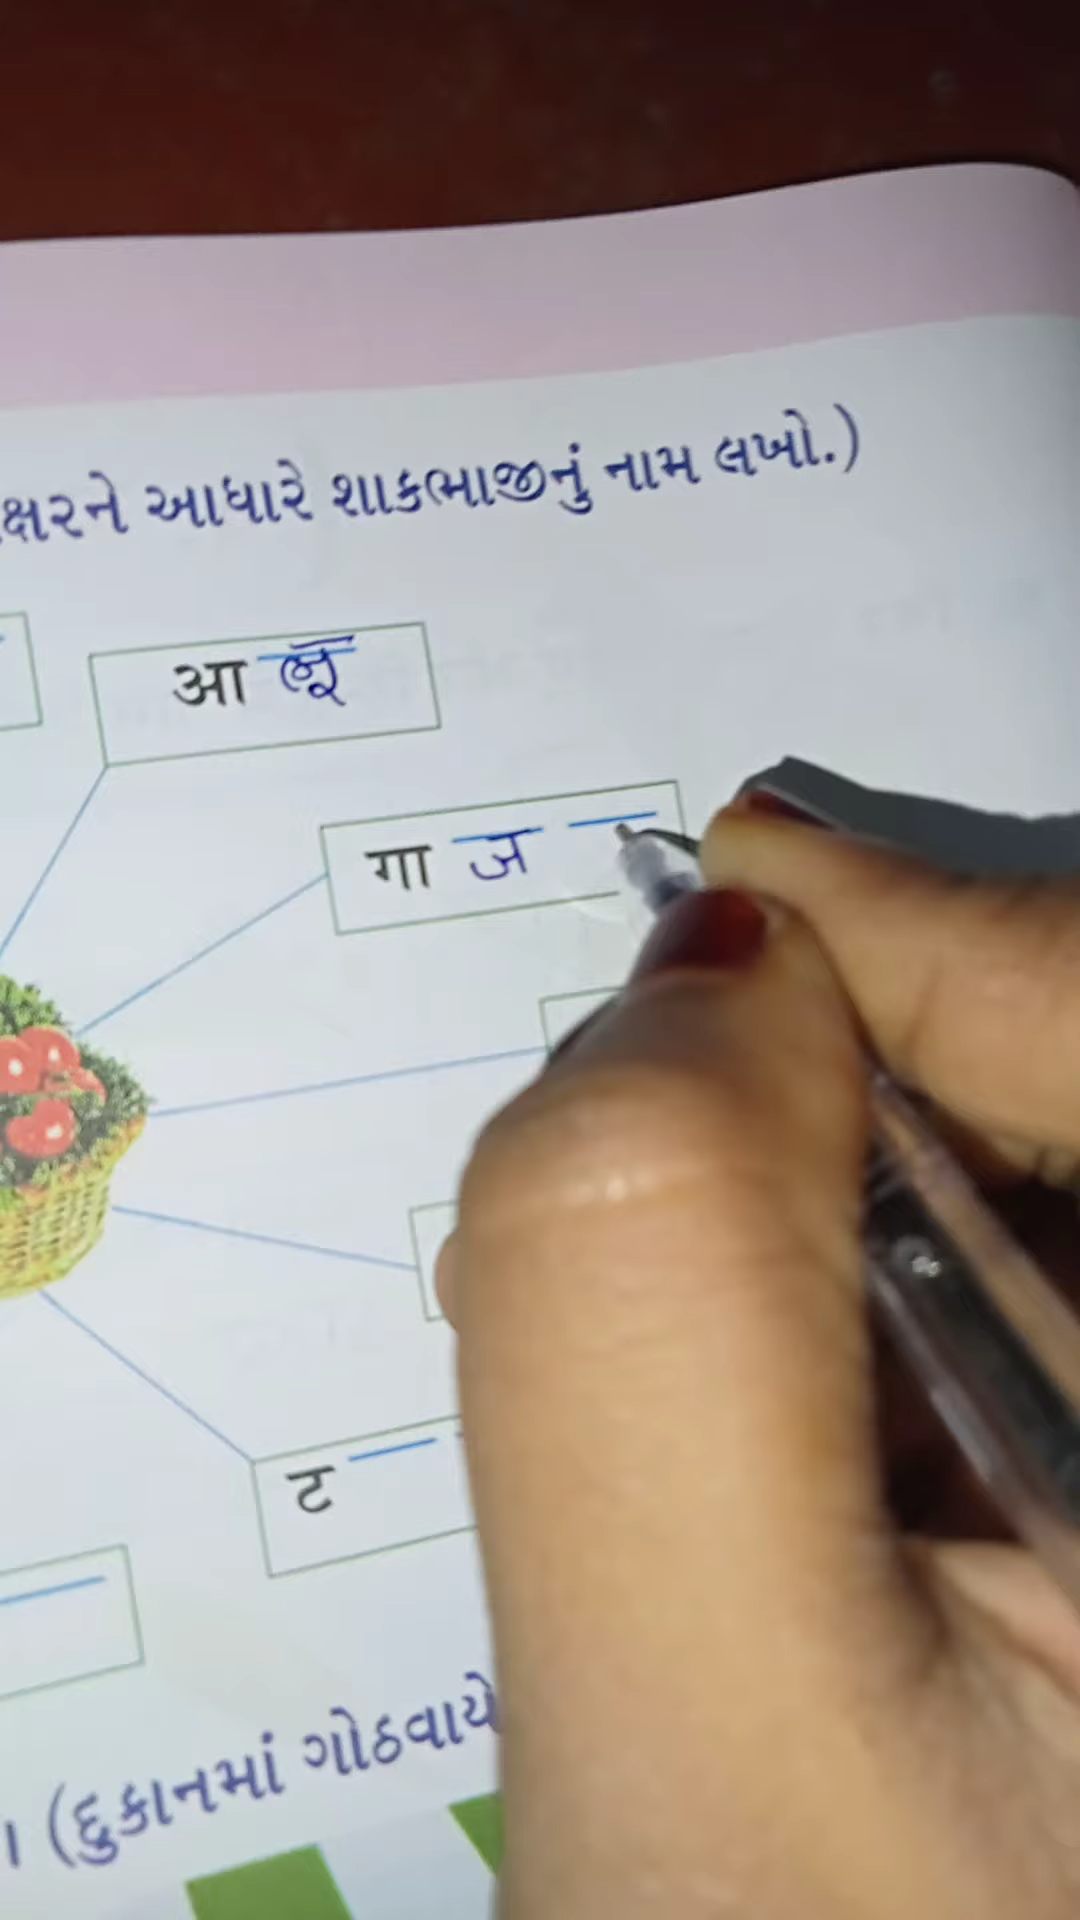 ક્ષરને આધારે શાકભાજીનું નામ લખો.)
आ लू
गा ज
ट
। (દુકાનમાં ગોઠવાયે